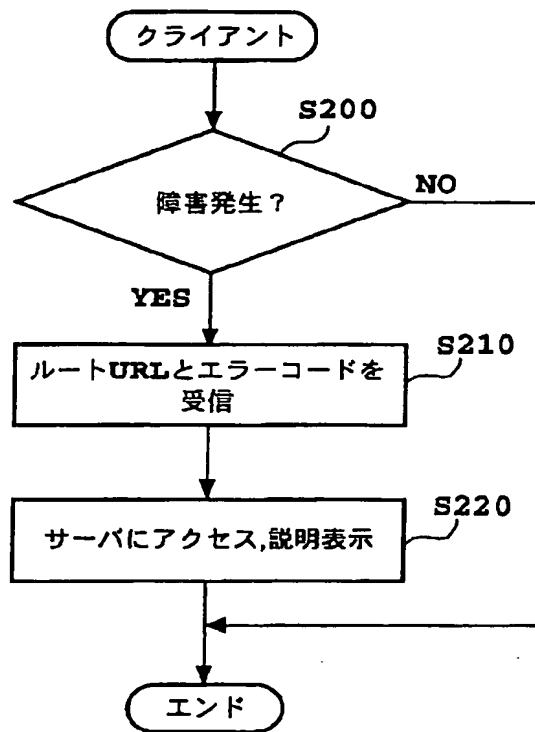 クライアント
S200
障害発生？
NO
YES
S210
ルートURLとエラーコードを
受信
S220
サーバにアクセス,説明表示
エンド